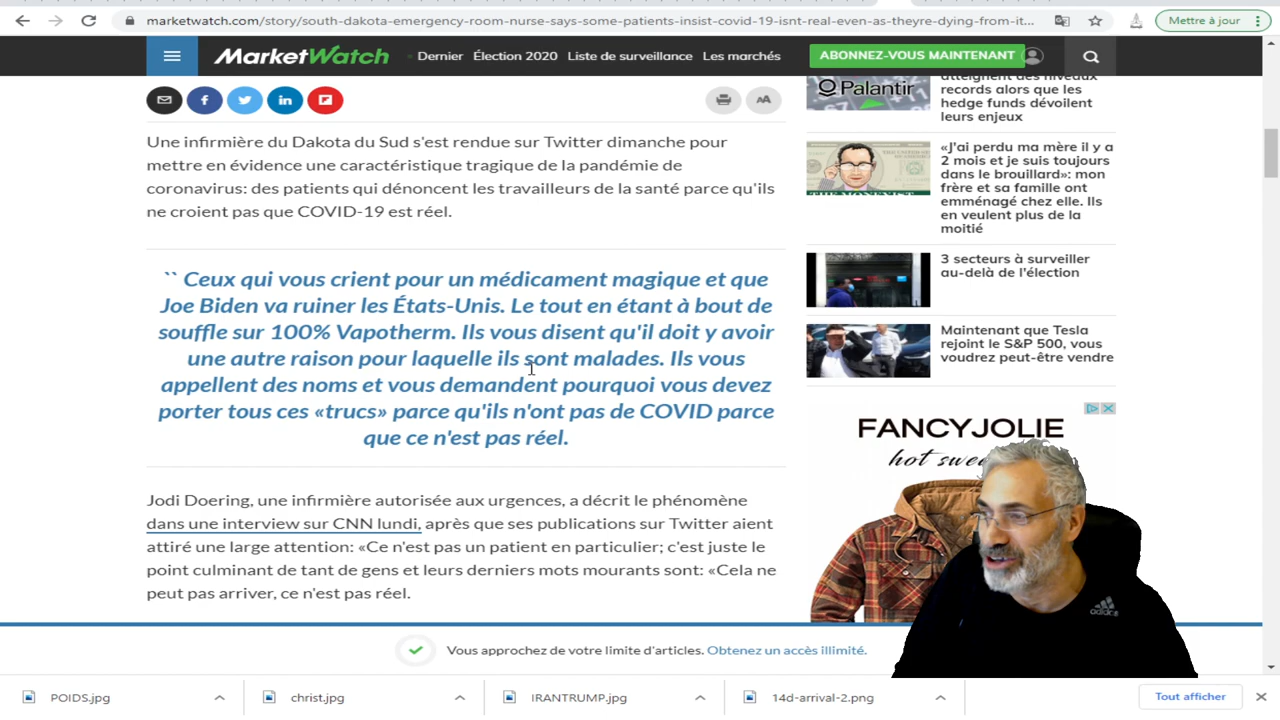 marketwatch.com/story/south-dakota-emergency-room-nurse-says-some-patients-insist-covid-19-isnt-real-even-as-theyre-dying-from-it...
Mettre à jour
MarketWatch
Dernier Élection 2020 Liste de surveillance Les marchés
ABONNEZ-VOUS MAINTENANT
Une infirmière du Dakota du Sud s'est rendue sur Twitter dimanche pour
mettre en évidence une caractéristique tragique de la pandémie de
coronavirus: des patients qui dénoncent les travailleurs de la santé parce qu'ils
ne croient pas que COVID-19 est réel.
`` Ceux qui vous crient pour un médicament magique et que
Joe Biden va ruiner les États-Unis. Le tout en étant à bout de
souffle sur 100% Vapotherm. Ils vous disent qu'il doit y avoir
une autre raison pour laquelle ils sont malades. Ils vous
appellent des noms et vous demandent pourquoi vous devez
porter tous ces «trucs» parce qu'ils n'ont pas de COVID parce
que ce n'est pas réel.
Jodi Doering, une infirmière autorisée aux urgences, a décrit le phénomène
dans une interview sur CNN lundi, après que ses publications sur Twitter aient
attiré une large attention: «Ce n'est pas un patient en particulier; c'est juste le
point culminant de tant de gens et leurs derniers mots mourants sont: «Cela ne
peut pas arriver, ce n'est pas réel.
Palantir
atteignent des niveaux
records alors que les
hedge funds dévoilent
leurs enjeux
«J'ai perdu ma mère il y a
2 mois et je suis toujours
dans le brouillard»: mon
frère et sa famille ont
emménagé chez elle. Ils
en veulent plus de la
moitié
3 secteurs à surveiller
au-delà de l'élection
Maintenant que Tesla
rejoint le S&P 500, vous
voudrez peut-être vendre
FANCYJOLIE
hot
adidas
Vous approchez de votre limite d'articles. Obtenez un accès illimité.
POIDS.jpg
christ.jpg
IRANTRUMP.jpg
14d-arrival-2.png
Tout afficher